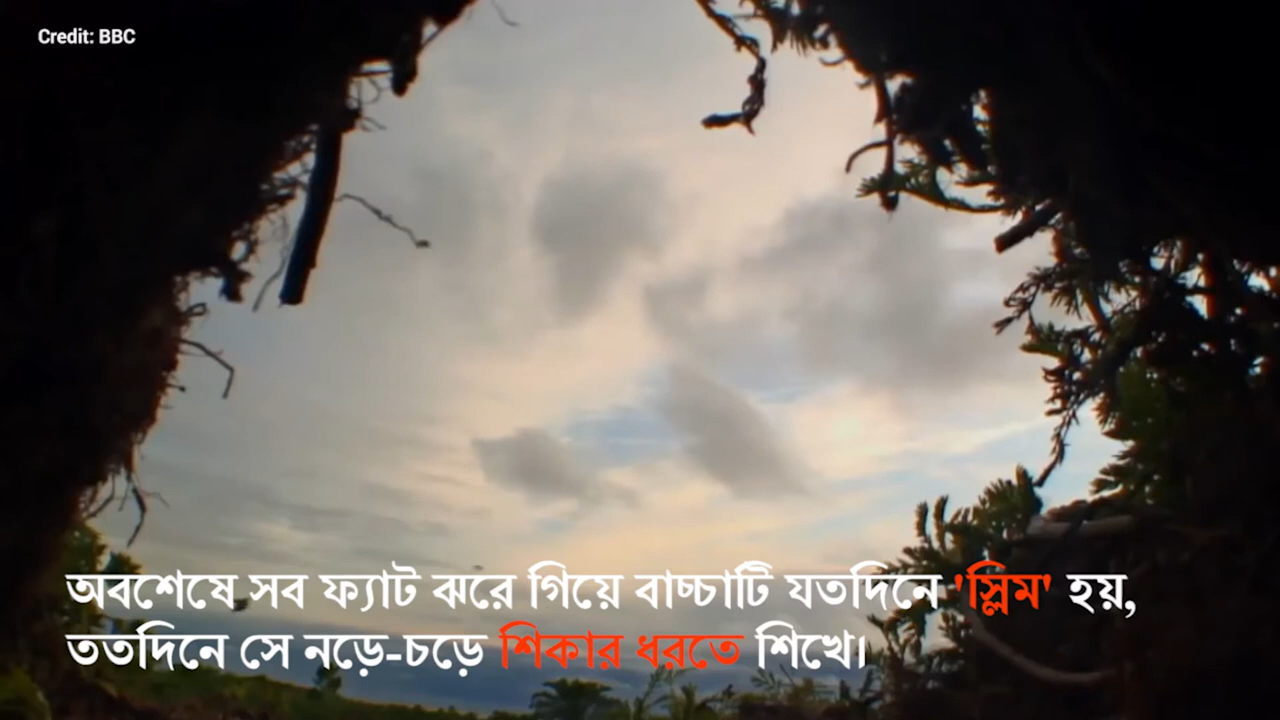 Credit: BBC
অবশেষে সব ফ্যাট ঝরে গিয়ে বাচ্চাটি যতদিনে 'স্লিম' হয়,
ততদিনে সে নড়ে-চড়ে শিকার ধরতে শিখে।